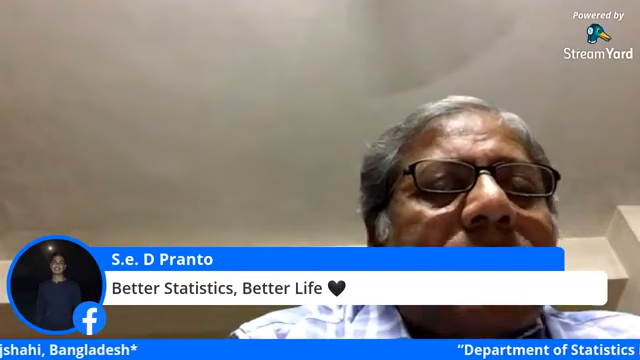 Powered by
StreamYard
S.e. D Pranto
Better Statistics, Better Life 🖤
jshahi, Bangladesh* “Department of Statistics